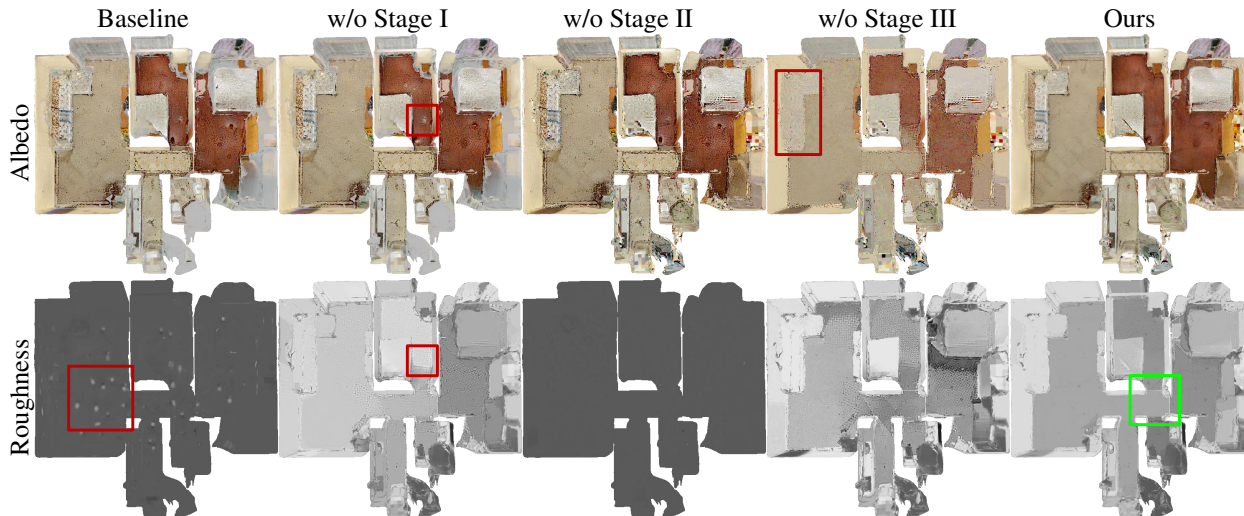 Baseline
w/o Stage I
w/o Stage II
w/o Stage III
Ours
Albedo
Roughness